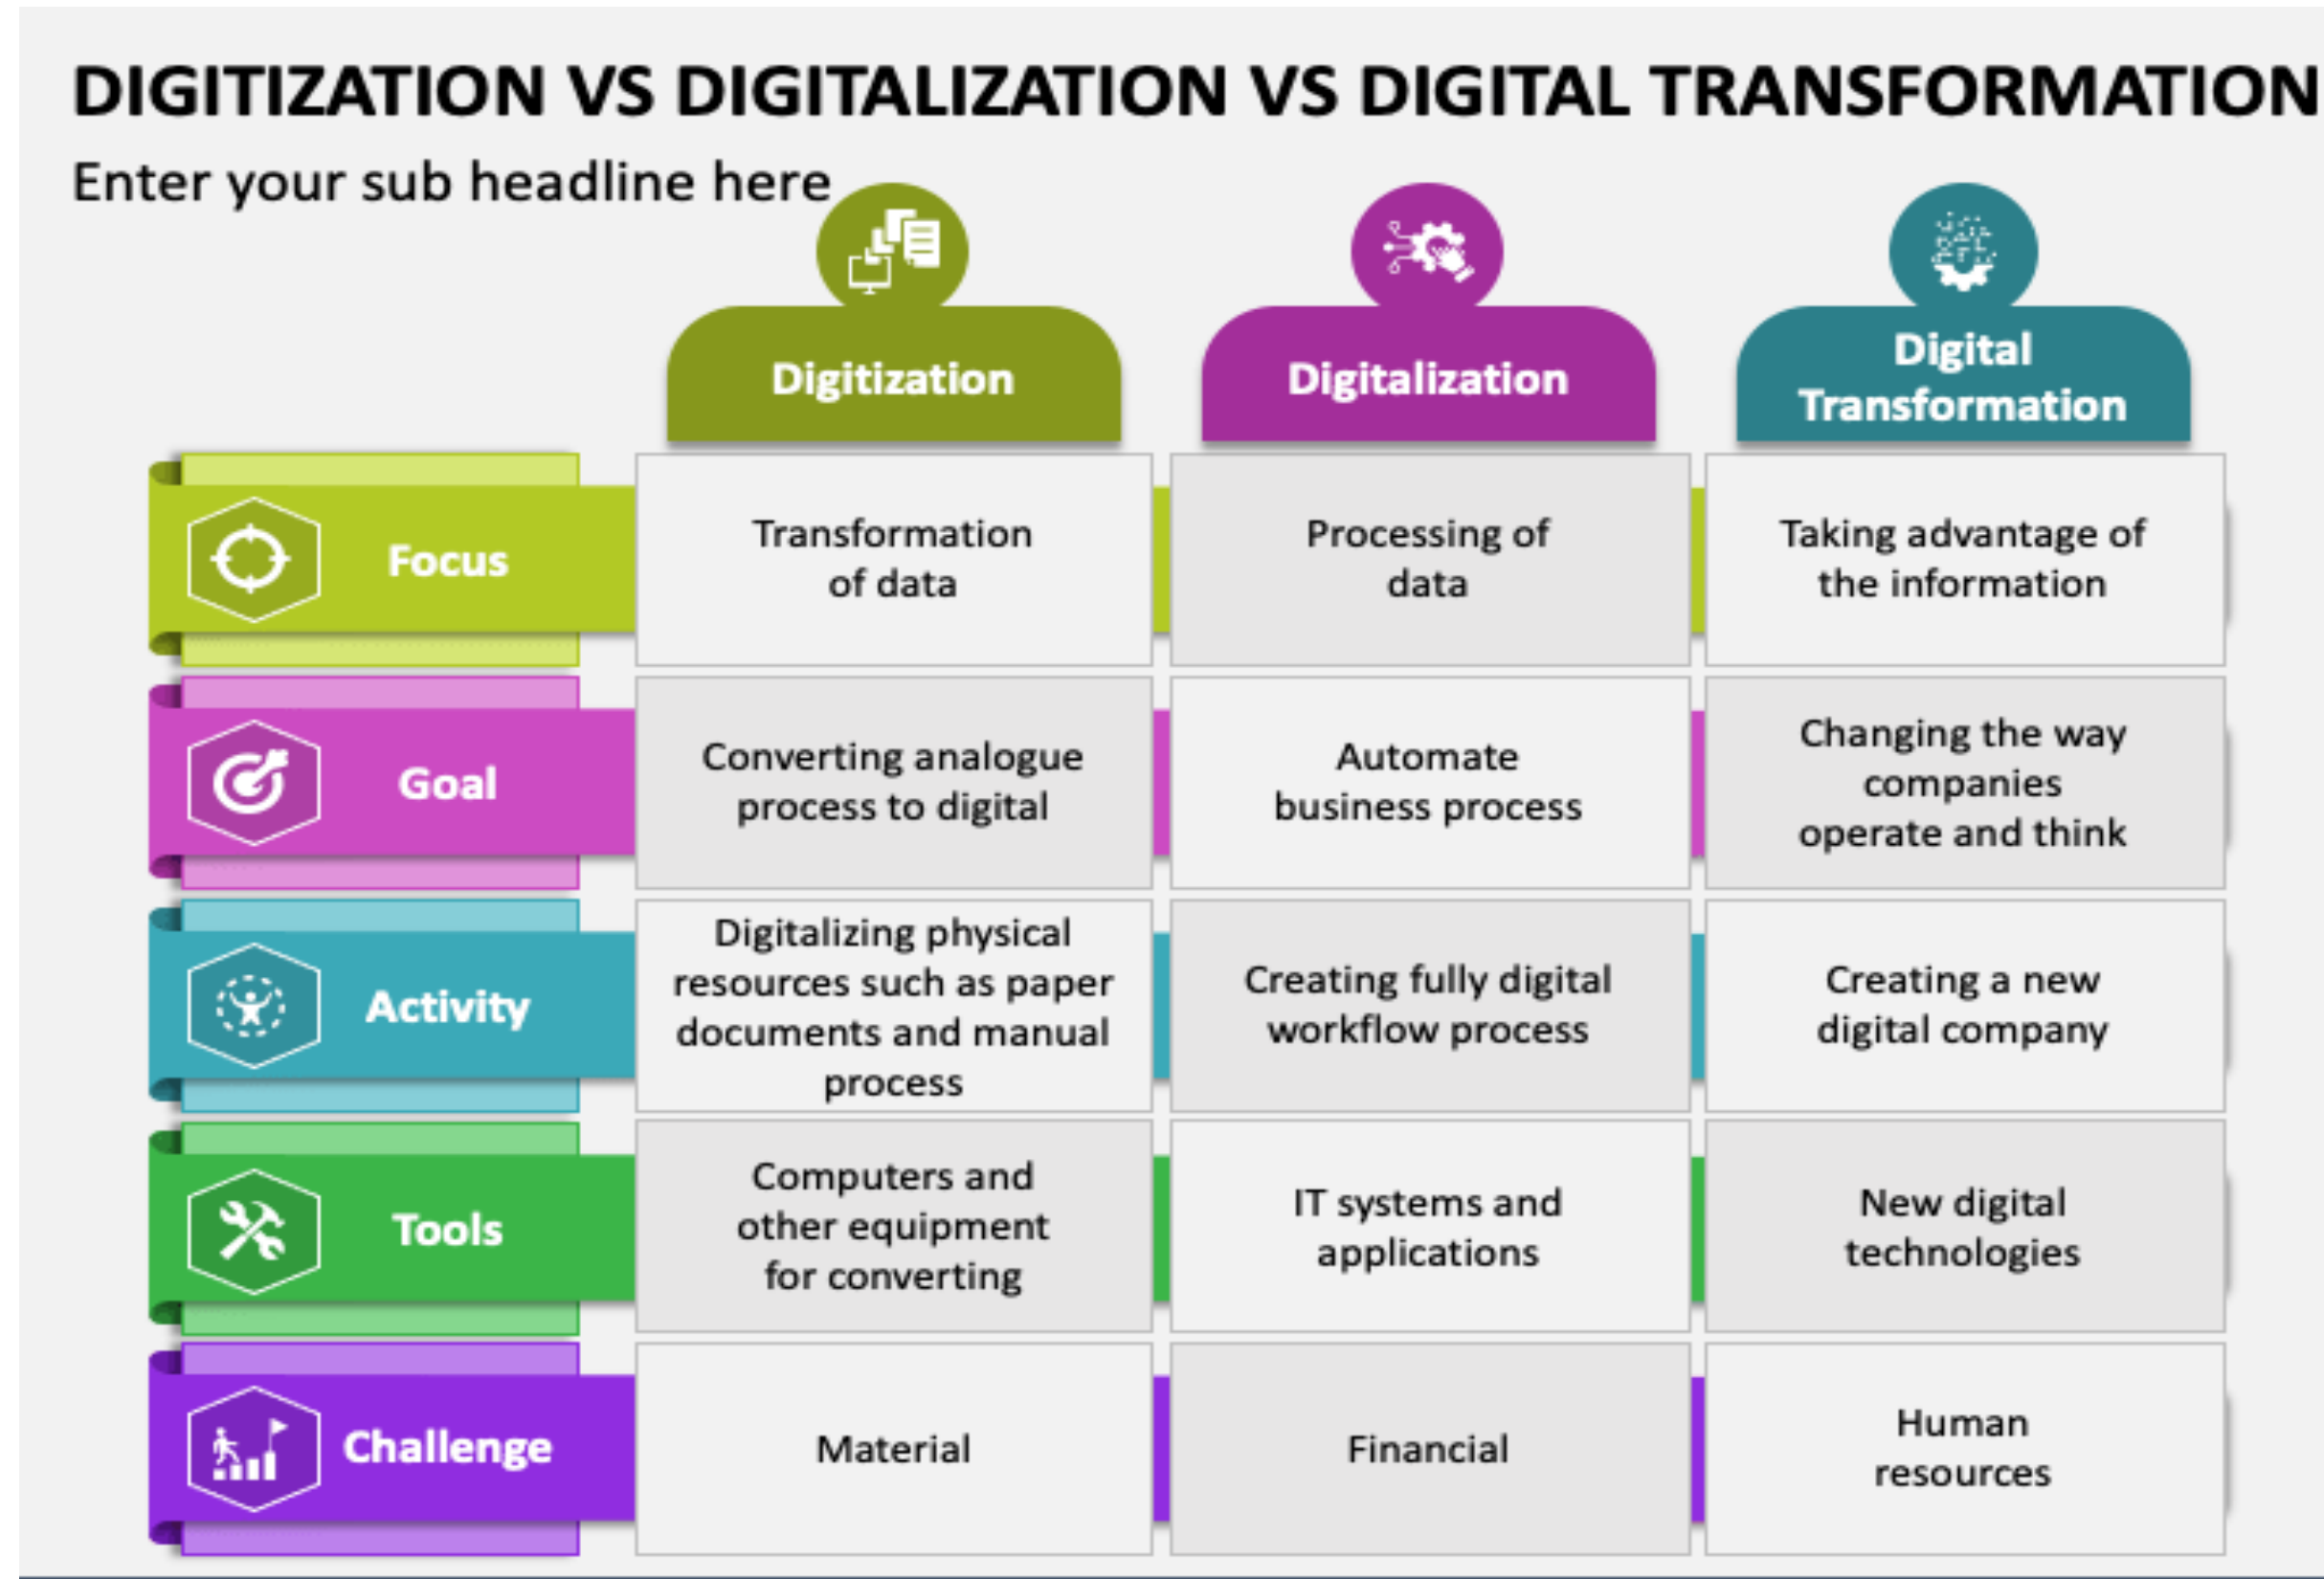 DIGITIZATION VS DIGITALIZATION VS DIGITAL TRANSFORMATION
Enter your sub headline here
Digitization
Digitalization
Digital
Transformation
Focus
Transformation
of data
Processing of
data
Taking advantage of
the information
Goal
Converting analogue
process to digital
Automate
business process
Changing the way
companies
operate and think
Activity
Digitalizing physical
resources such as paper
documents and manual
process
Creating fully digital
workflow process
Creating a new
digital company
Tools
Computers and
other equipment
for converting
IT systems and
applications
New digital
technologies
Challenge
Material
Financial
Human
resources